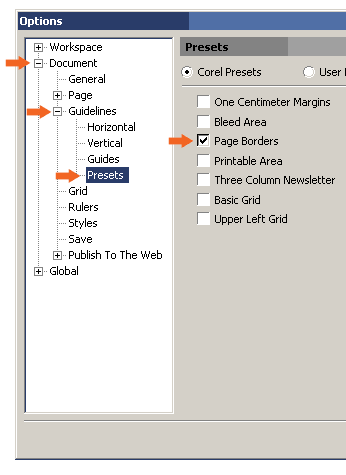 Options
Workspace
Document
General
Page
Guidelines
Horizontal
Vertical
Guides
Presets
Grid
Rulers
Styles
Save
Publish To The Web
Global
Presets
Corel Presets
User
One Centimeter Margins
Bleed Area
Page Borders
Printable Area
Three Column Newsletter
Basic Grid
Upper Left Grid